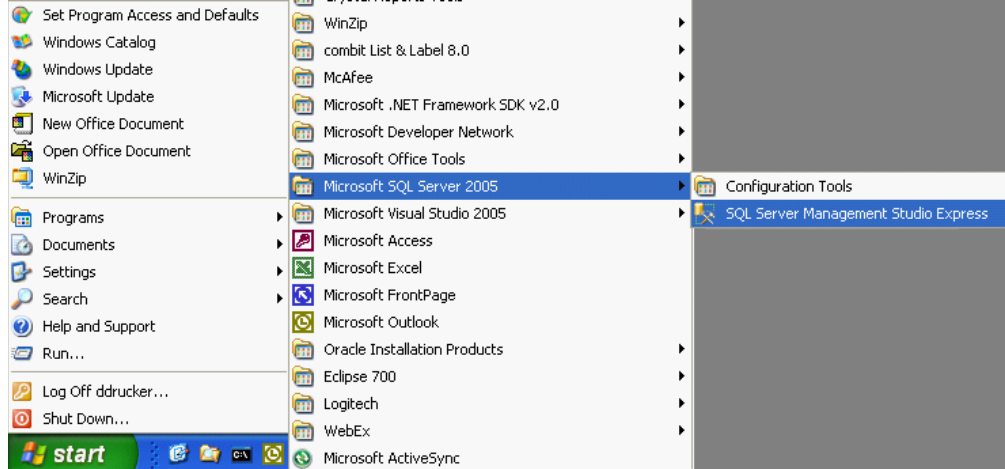 Set Program Access and Defaults
Windows Catalog
Windows Update
Microsoft Update
New Office Document
Open Office Document
WinZip
Programs
Documents
Settings
Search
Help and Support
Run...
Log Off ddrucker...
Shut Down...
start
WinZip
combit List & Label 8.0
McAfee
Microsoft .NET Framework SDK v2.0
Microsoft Developer Network
Microsoft Office Tools
Microsoft SQL Server 2005
Microsoft Visual Studio 2005
Microsoft Access
Microsoft Excel
Microsoft FrontPage
Microsoft Outlook
Oracle Installation Products
Eclipse 700
Logitech
WebEx
Microsoft ActiveSync
Configuration Tools
SQL Server Management Studio Express